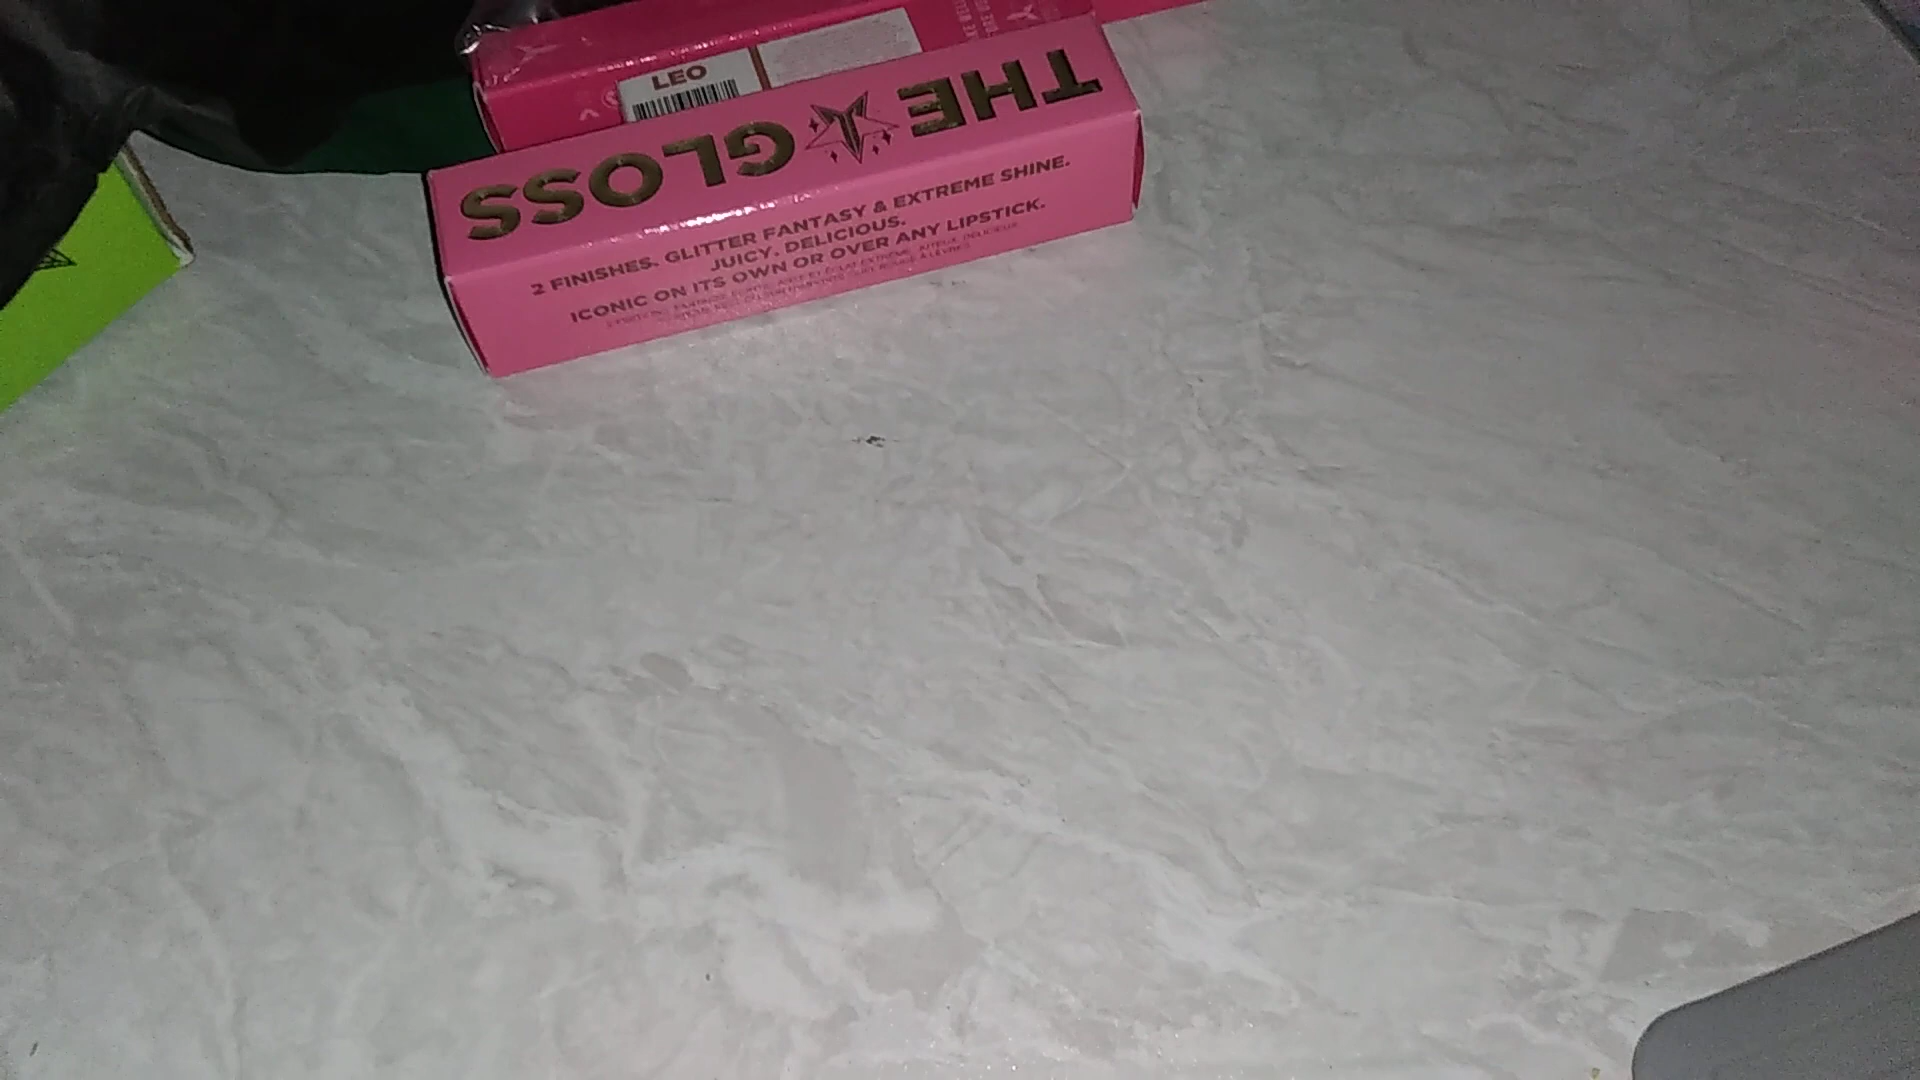 LEO
THE GLOSS
2 FINISHES. GLITTER FANTASY & EXTREME SHINE.
JUICY. DELICIOUS.
ICONIC ON ITS OWN OR OVER ANY LIPSTICK.